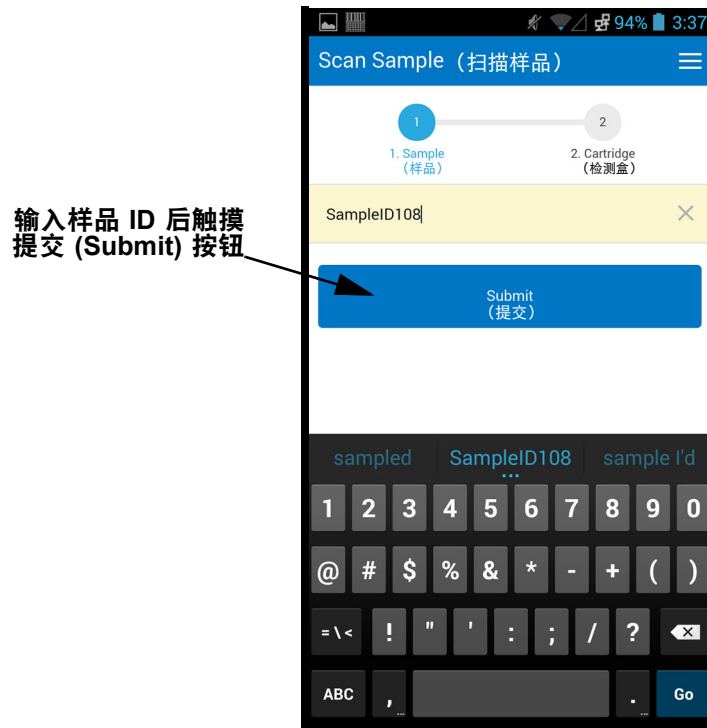 94% 3:37
Scan Sample（扫描样品）
1
2
1. Sample
（样品）
2. Cartridge
（检测盒）
输入样品 ID 后触摸
提交 (Submit) 按钮
SampleID108
Submit
（提交）
sampled SampleID108 sample I'd
1 2 3 4 5 6 7 8 9 0
@ # $ % & * - + ( )
= \ < ! " ' : ; / ?
ABC , . Go